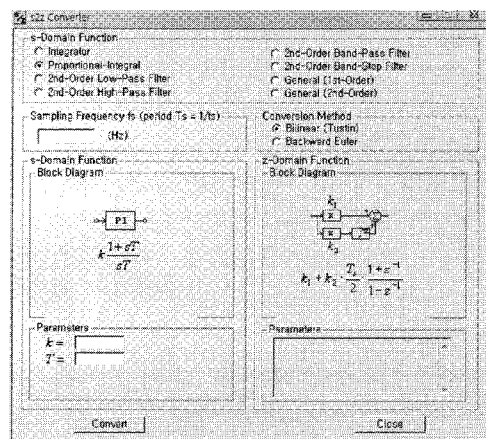 s2z Converter
s-Domain Function
Integrator
Proportional-Integral
2nd-Order Low-Pass Filter
2nd-Order High-Pass Filter
2nd-Order Band-Pass Filter
2nd-Order Band-Stop Filter
General (1st-Order)
General (2nd-Order)
Sampling Frequency fs (period Ts = 1/fs)
(Hz)
Conversion Method
Bilinear (Tustin)
Backward Euler
s-Domain Function
Block Diagram
PI
k (1+sT)/(sT)
Parameters
k =
T =
z-Domain Function
Block Diagram
k₁
k₂
k₁ + k₂ · Tₛ/2 · (1+z⁻¹)/(1−z⁻¹)
Parameters
Convert
Close